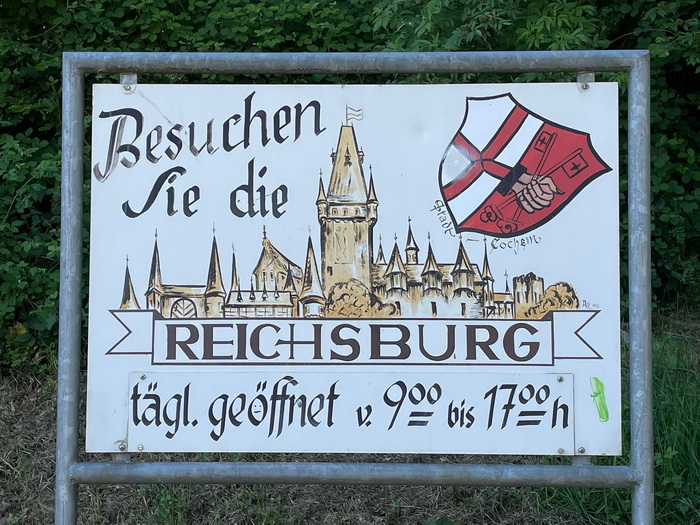 Besuchen
Sie die
Stadt
Cochem
REICHSBURG
tägl. geöffnet v. 9⁰⁰ bis 17⁰⁰ h